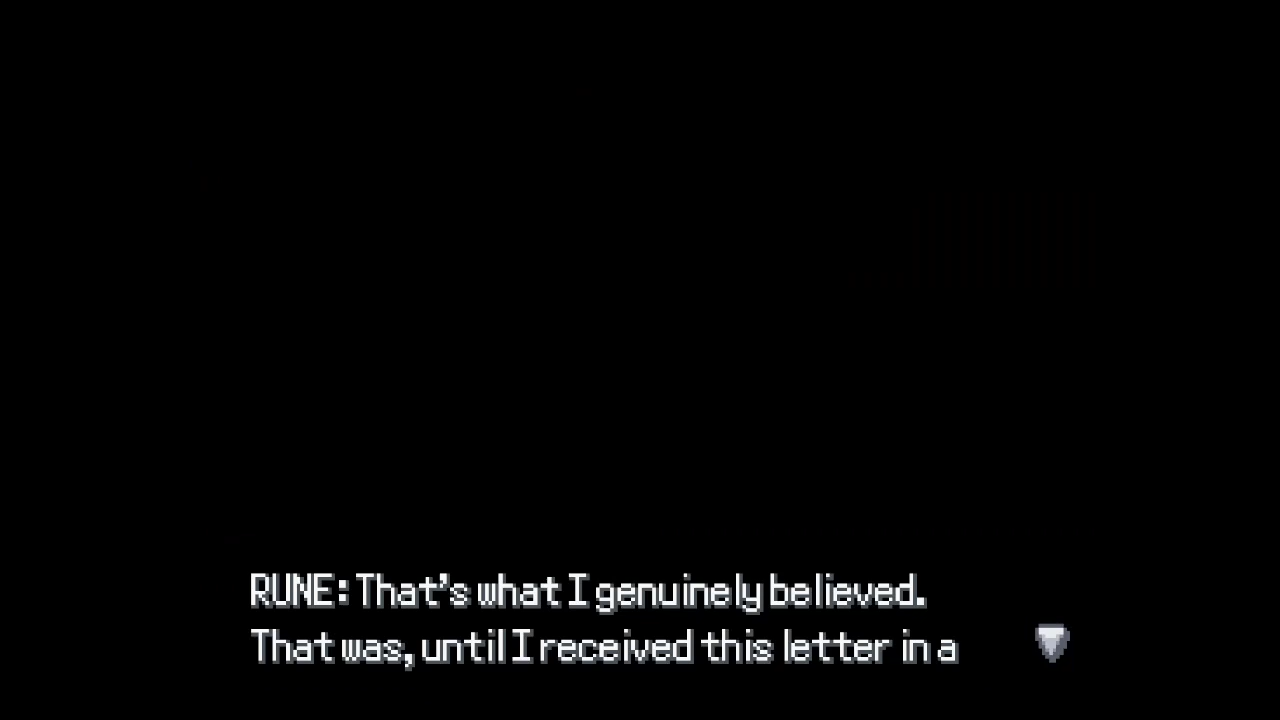 RUNE: That's what I genuinely believed.
That was, until I received this letter in a